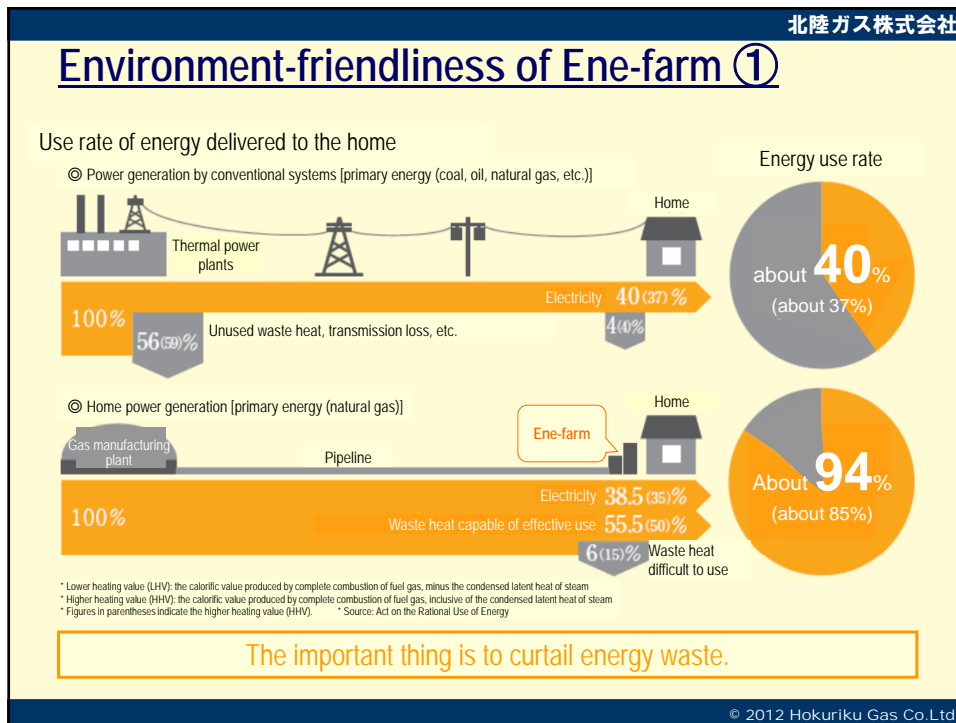 北陸ガス株式会社
Environment-friendliness of Ene-farm ①
Use rate of energy delivered to the home
Energy use rate
◎ Power generation by conventional systems [primary energy (coal, oil, natural gas, etc.)]
Home
Thermal power
plants
about 40%
(about 37%)
Electricity 40(37)%
100%
Unused waste heat, transmission loss, etc.
56(59)%
4(4)%
◎ Home power generation [primary energy (natural gas)]
Home
Ene-farm
Gas manufacturing
plant
Pipeline
About 94%
(about 85%)
Electricity 38.5(35)%
100%
Waste heat capable of effective use 55.5(50)%
6(15)%
Waste heat
difficult to use
* Lower heating value (LHV): the calorific value produced by complete combustion of fuel gas, minus the condensed latent heat of steam
* Higher heating value (HHV): the calorific value produced by complete combustion of fuel gas, inclusive of the condensed latent heat of steam
* Figures in parentheses indicate the higher heating value (HHV). * Source: Act on the Rational Use of Energy
The important thing is to curtail energy waste.
© 2012 Hokuriku Gas Co.Ltd